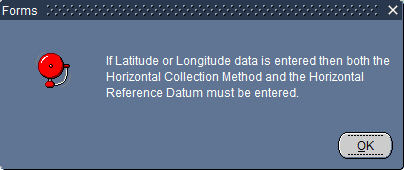 Forms
If Latitude or Longitude data is entered then both the
Horizontal Collection Method and the Horizontal
Reference Datum must be entered.
OK